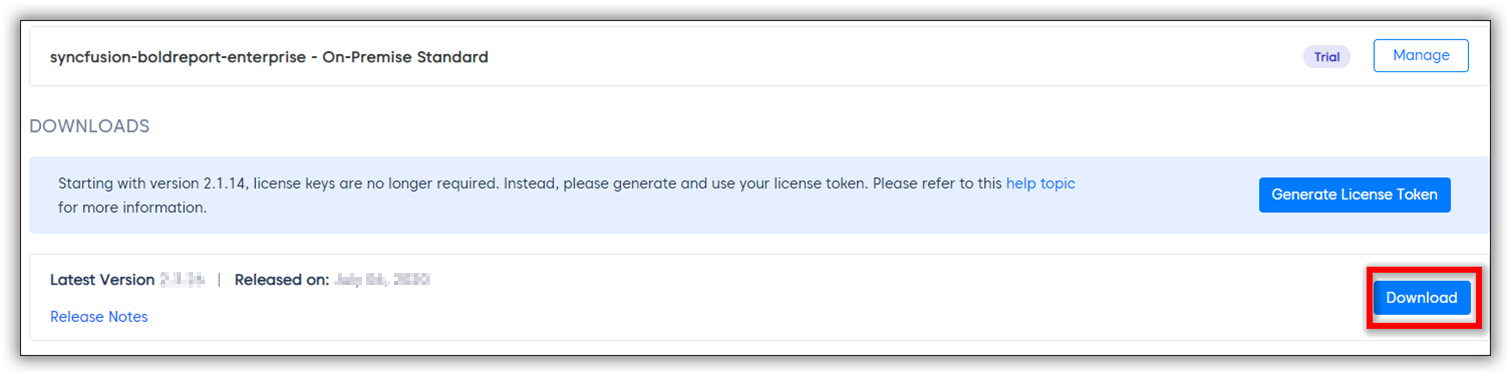 syncfusion-boldreport-enterprise - On-Premise Standard
Trial
Manage
DOWNLOADS
Starting with version 2.1.14, license keys are no longer required. Instead, please generate and use your license token. Please refer to this help topic
for more information.
Generate License Token
Latest Version | Released on:
Download
Release Notes